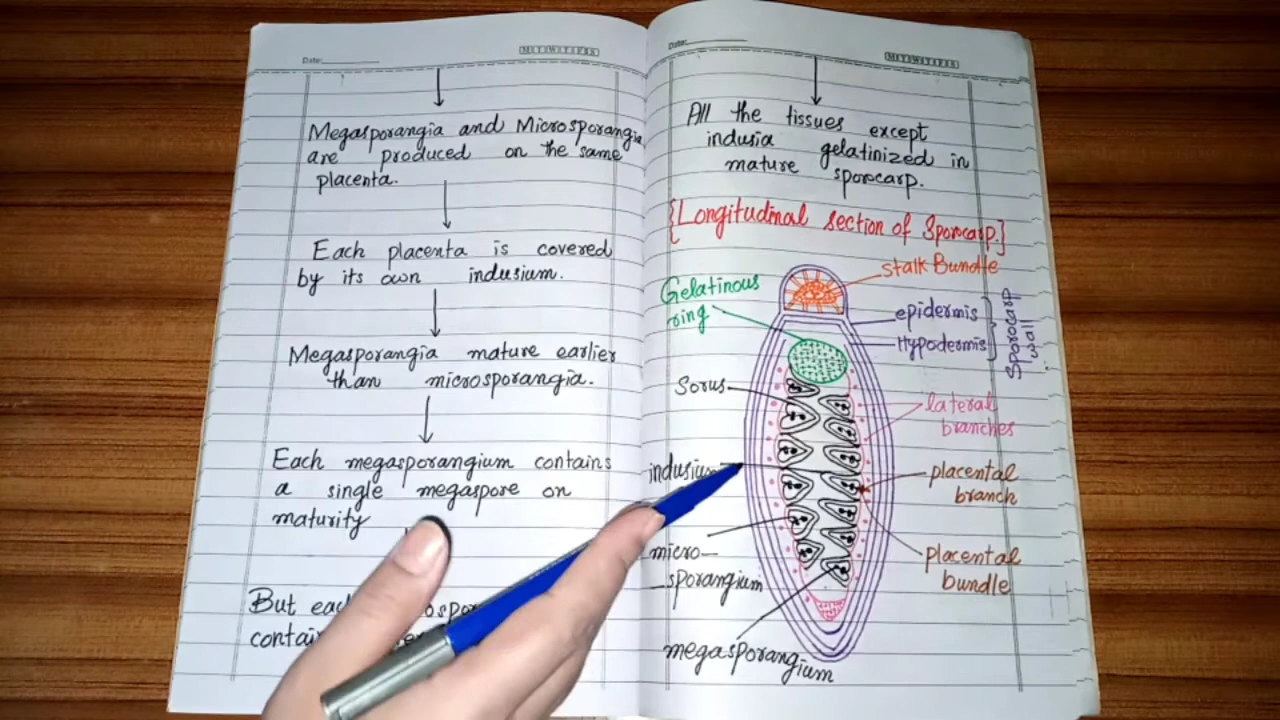 Date:
M T W T F S S
Megasporangia and Microsporangia
are produced on the same
placenta.
Each placenta is covered
by its own indusium.
Megasporangia mature earlier
than microsporangia.
Each megasporangium contains
a single megaspore on
maturity
But each
Date:
M T W T F S S
All the tissues except
indusia gelatinized in
mature sporocarp.
{Longitudinal section of Sporocarp.}
stalk Bundle
Gelatinous
ring
epidermis
Hypodermis
Sporocarp
wall
Sorus
lateral
branches
indusium
placental
branch
micro-
sporangium
placental
bundle
megasporangium